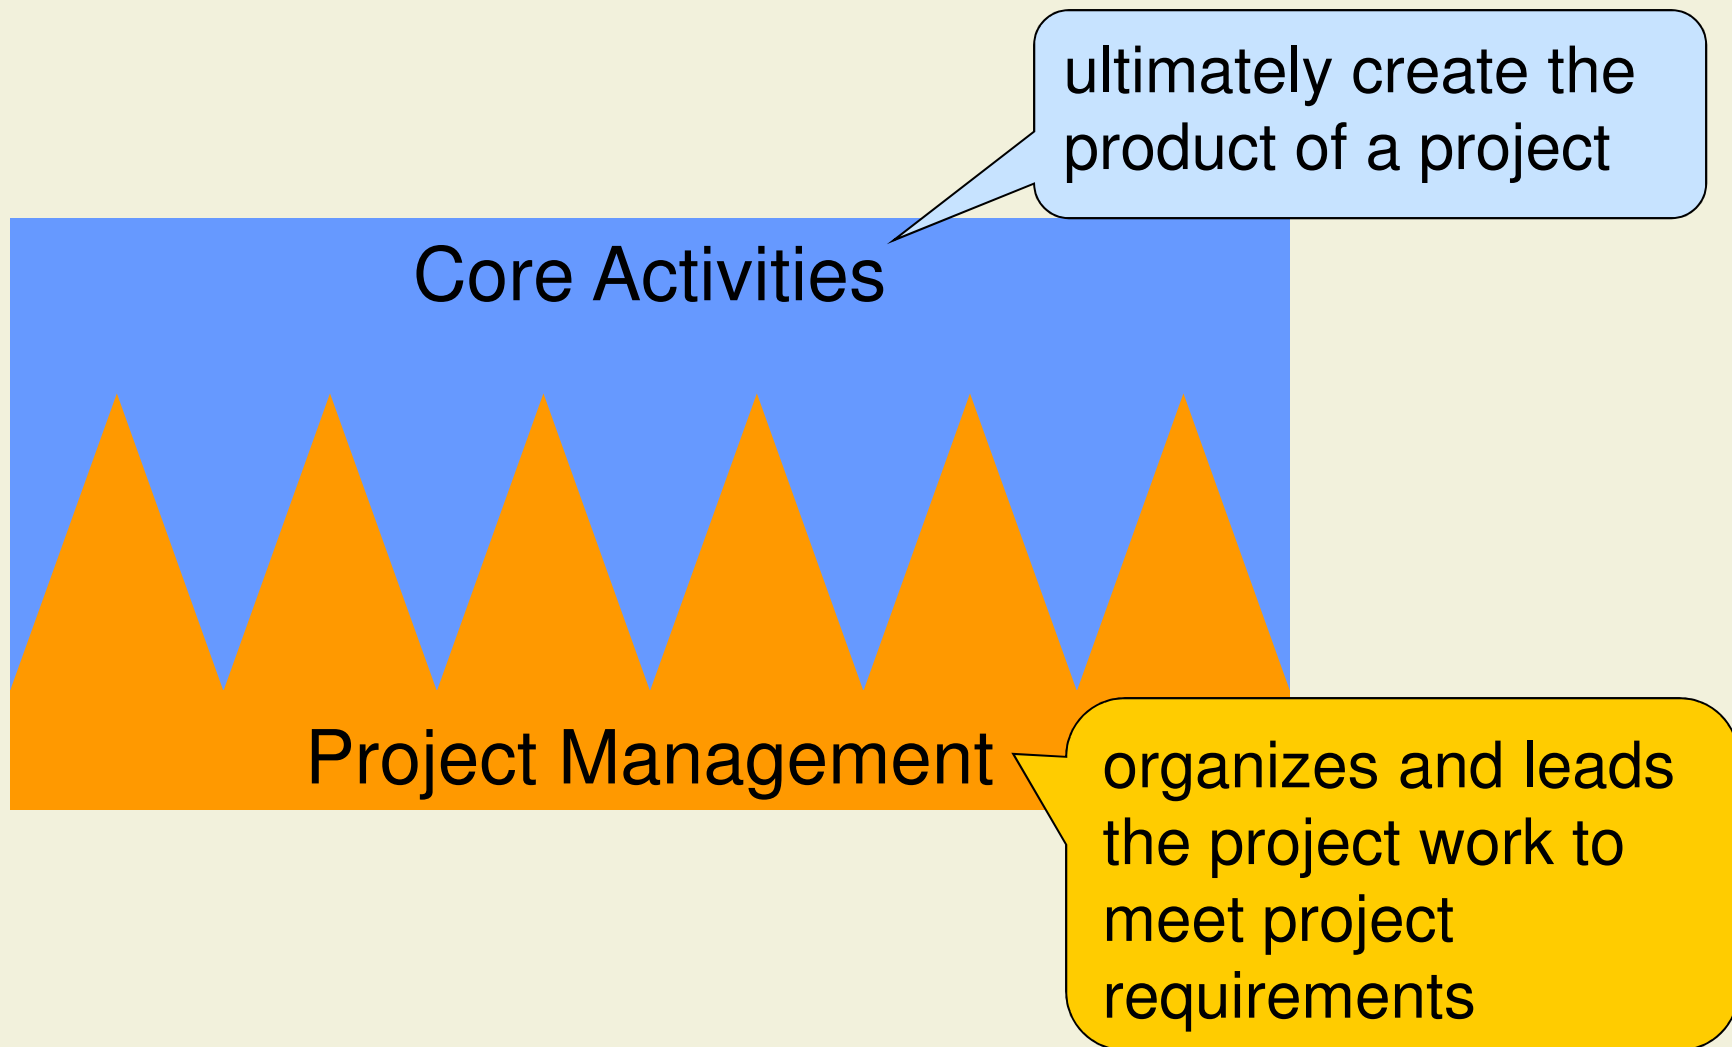 ultimately create the
product of a project
Core Activities
Project Management
organizes and leads
the project work to
meet project
requirements